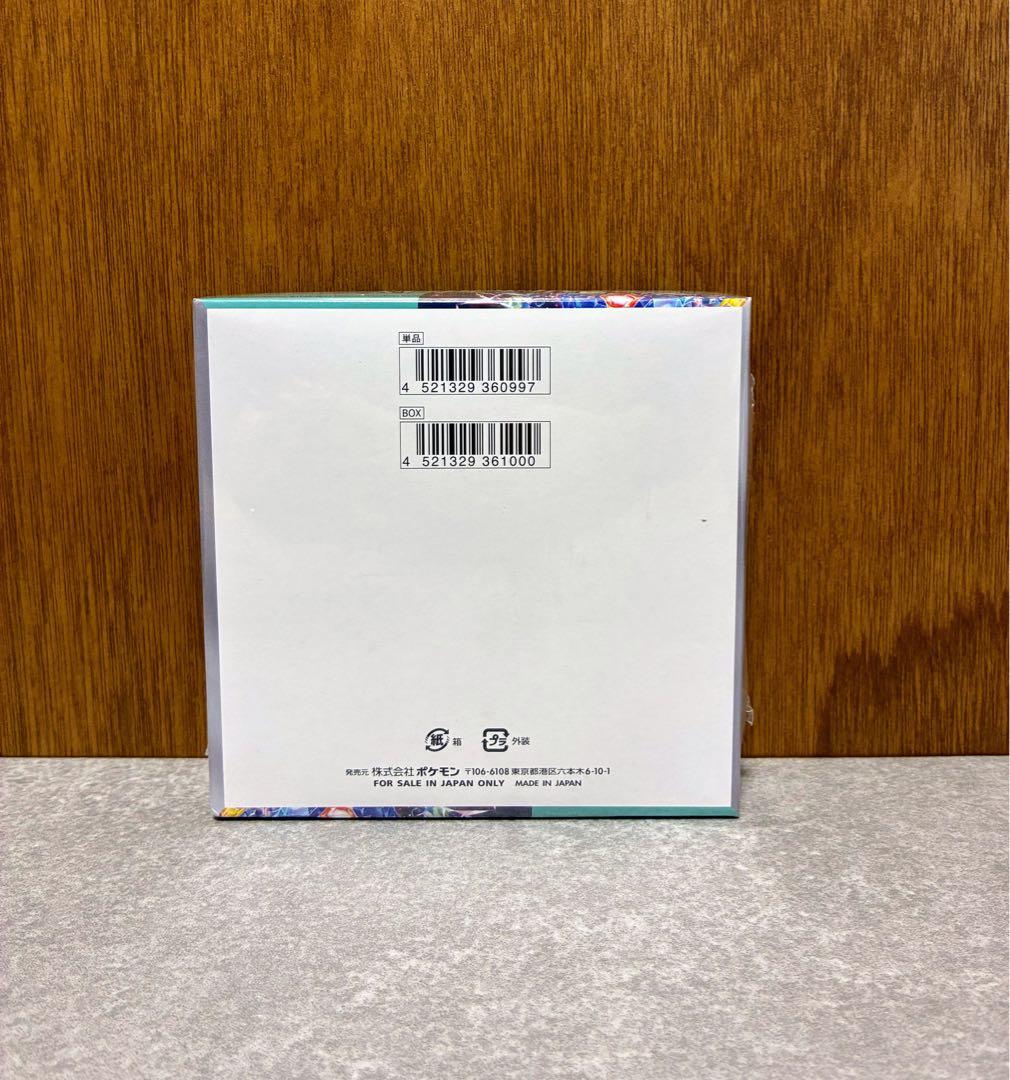 単品
4 521329 360997
BOX
4 521329 361000
紙 箱 プラ 外装
発売元 株式会社ポケモン 〒106-6108 東京都港区六本木6-10-1
FOR SALE IN JAPAN ONLY MADE IN JAPAN